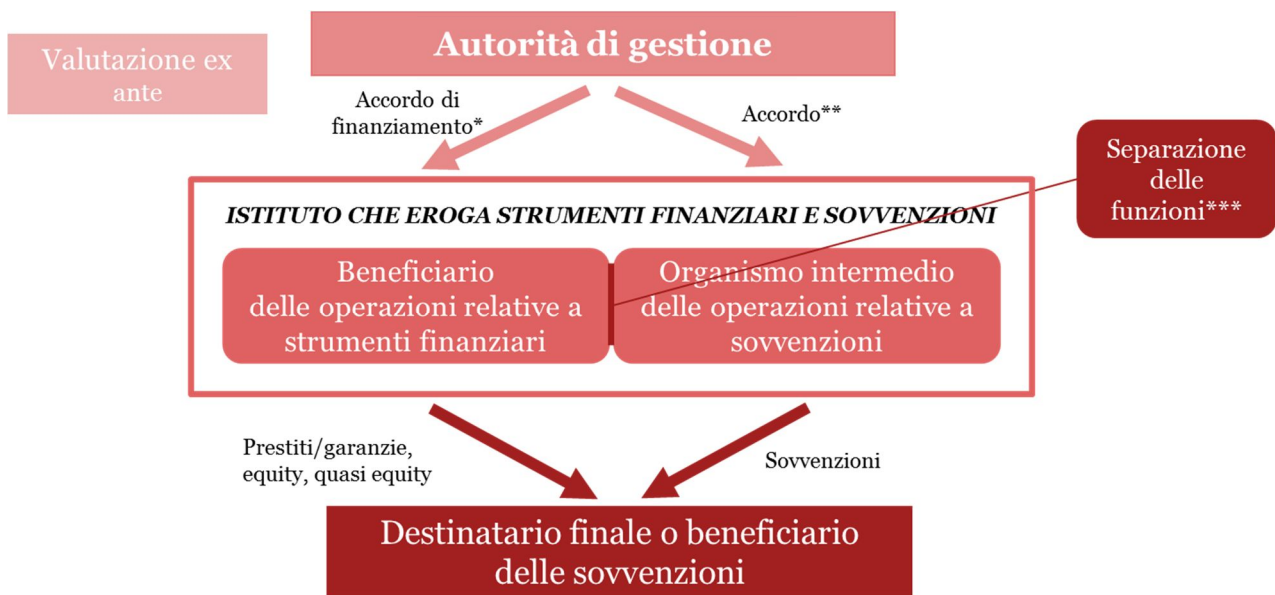 Autorità di gestione
Valutazione ex
ante
Accordo di
finanziamento*
Accordo**
Separazione
delle
funzioni***
ISTITUTO CHE EROGA STRUMENTI FINANZIARI E SOVVENZIONI
Beneficiario
delle operazioni relative a
strumenti finanziari
Organismo intermedio
delle operazioni relative a
sovvenzioni
Prestiti/garanzie,
equity, quasi equity
Sovvenzioni
Destinatario finale o beneficiario
delle sovvenzioni